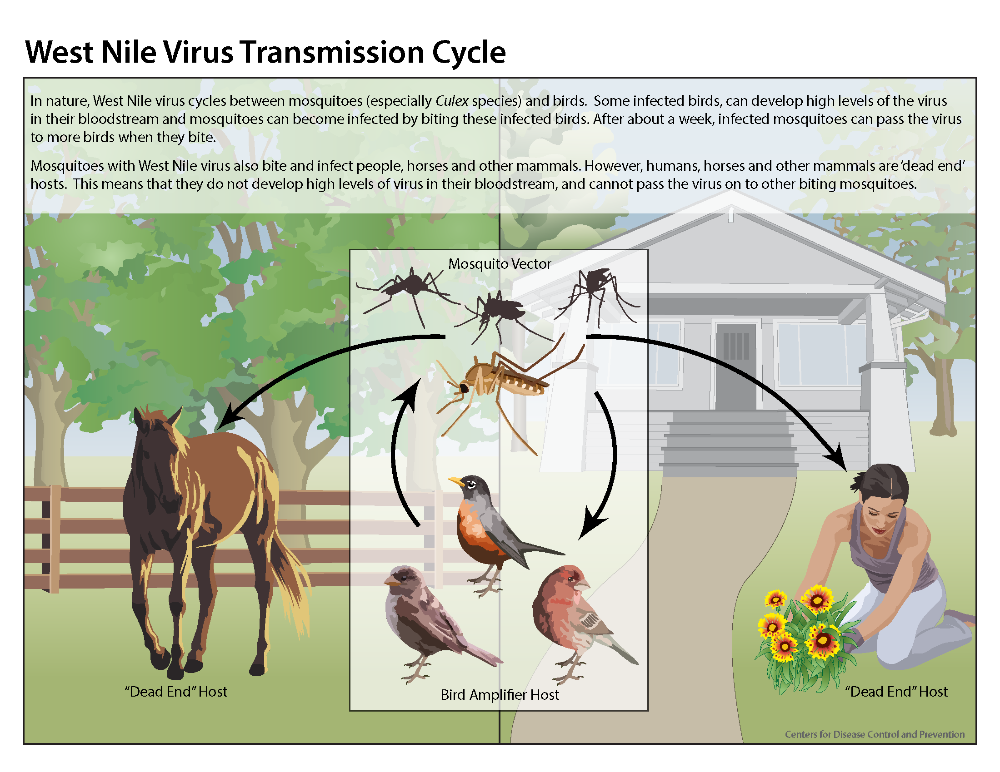 West Nile Virus Transmission Cycle
In nature, West Nile virus cycles between mosquitoes (especially Culex species) and birds.  Some infected birds, can develop high levels of the virus
in their bloodstream and mosquitoes can become infected by biting these infected birds. After about a week, infected mosquitoes can pass the virus
to more birds when they bite.
Mosquitoes with West Nile virus also bite and infect people, horses and other mammals. However, humans, horses and other mammals are ‘dead end’
hosts.  This means that they do not develop high levels of virus in their bloodstream, and cannot pass the virus on to other biting mosquitoes.
Mosquito Vector
“Dead End” Host
Bird Amplifier Host
“Dead End” Host
Centers for Disease Control and Prevention